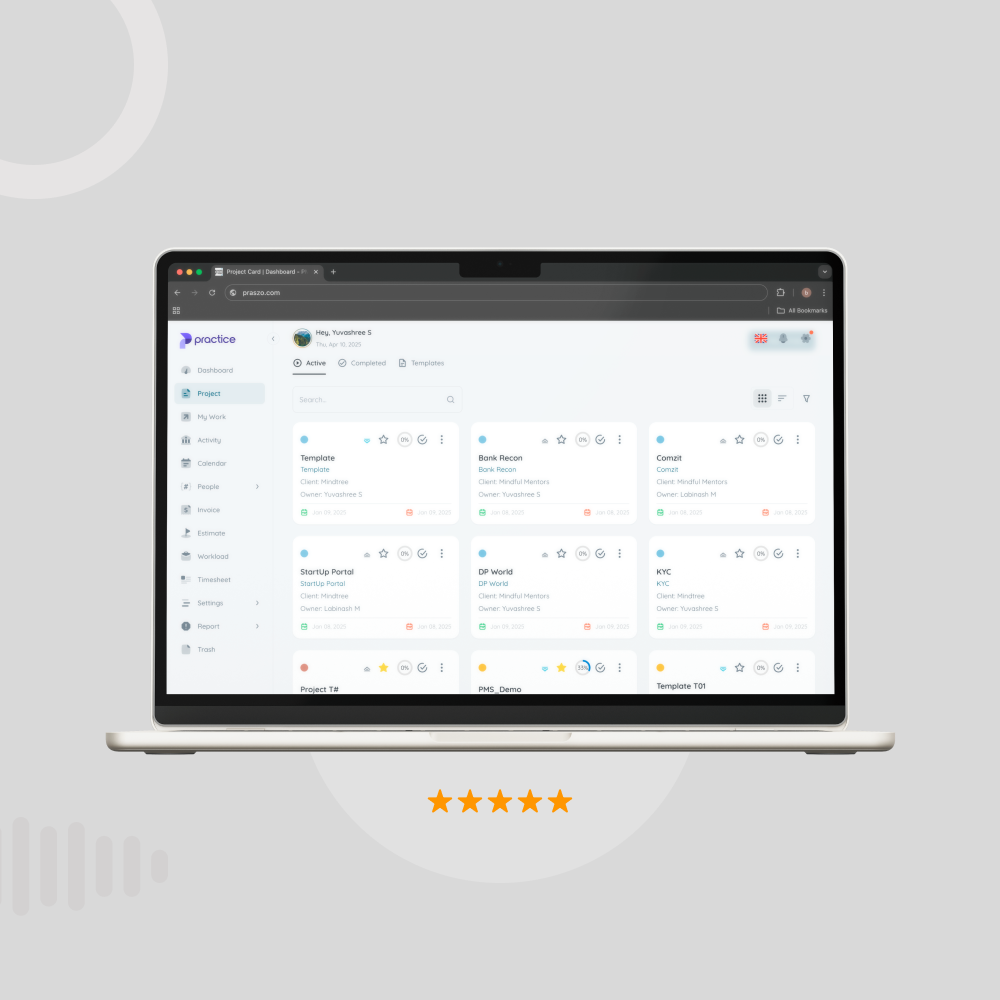 Project Card | Dashboard - P
praszo.com
All Bookmarks
practice
Hey, Yuvashree S
Thu, Apr 10, 2025
Active
Completed
Templates
Dashboard
Project
My Work
Activity
Calendar
People
Invoice
Estimate
Workload
Timesheet
Settings
Report
Trash
Search..
0%
Template
Template
Client: Mindtree
Owner: Yuvashree S
Jan 09, 2025
Jan 09, 2025
0%
Bank Recon
Bank Recon
Client: Mindful Mentors
Owner: Yuvashree S
Jan 08, 2025
Jan 08, 2025
0%
Comzit
Comzit
Client: Mindful Mentors
Owner: Labinash M
Jan 08, 2025
Jan 08, 2025
0%
StartUp Portal
StartUp Portal
Client: Mindtree
Owner: Labinash M
Jan 08, 2025
Jan 08, 2025
0%
DP World
DP World
Client: Mindful Mentors
Owner: Yuvashree S
Jan 08, 2025
Jan 09, 2025
0%
KYC
KYC
Client: Mindtree
Owner: Yuvashree S
Jan 09, 2025
Jan 09, 2025
0%
Project T#
33%
PMS_Demo
0%
Template T01